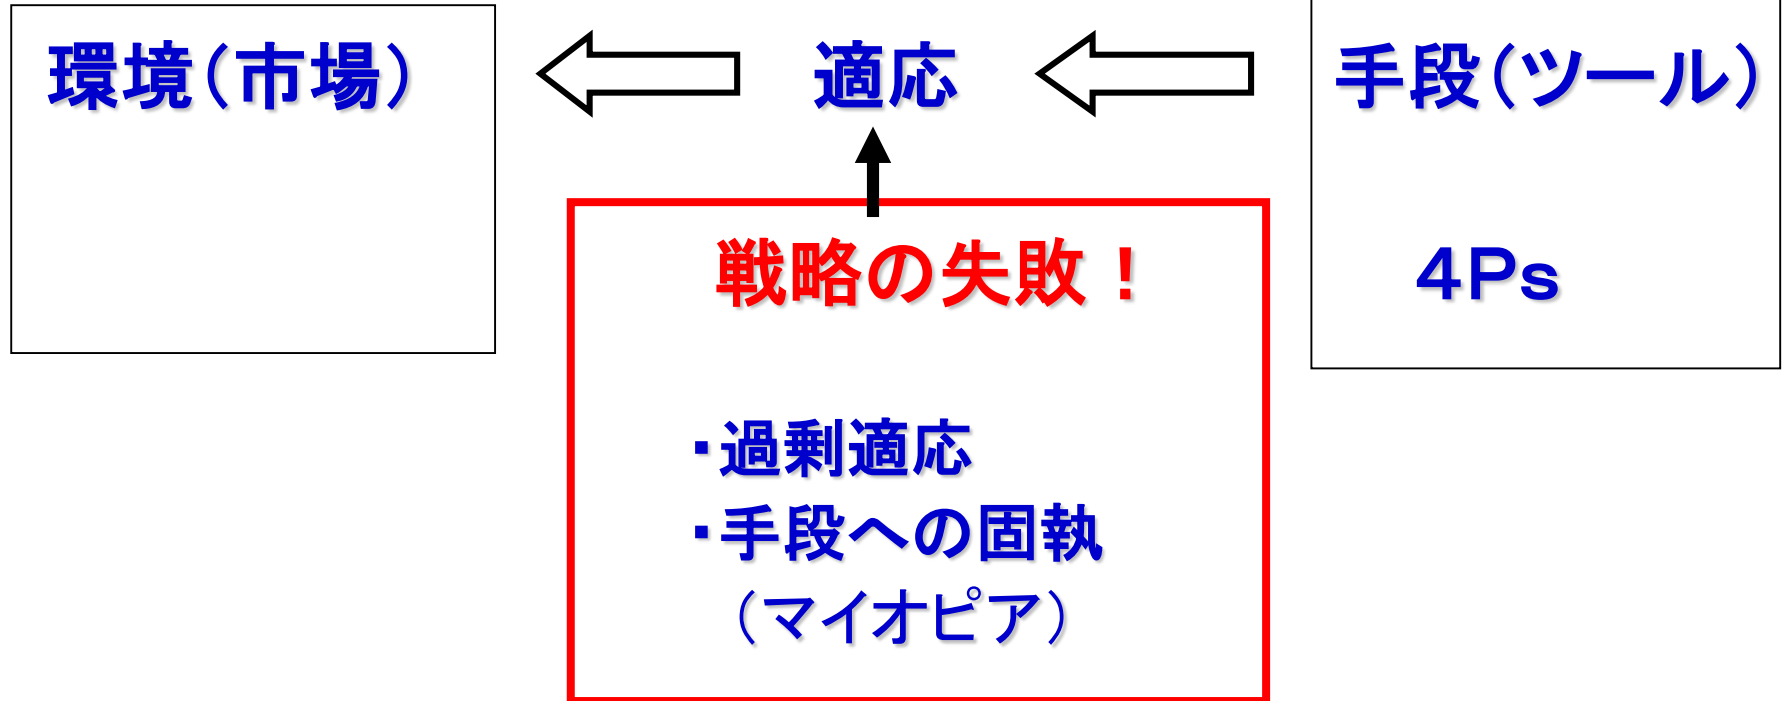 環境（市場）
適応
手段（ツール）
４Ｐｓ
戦略の失敗！
・過剰適応
・手段への固執
（マイオピア）